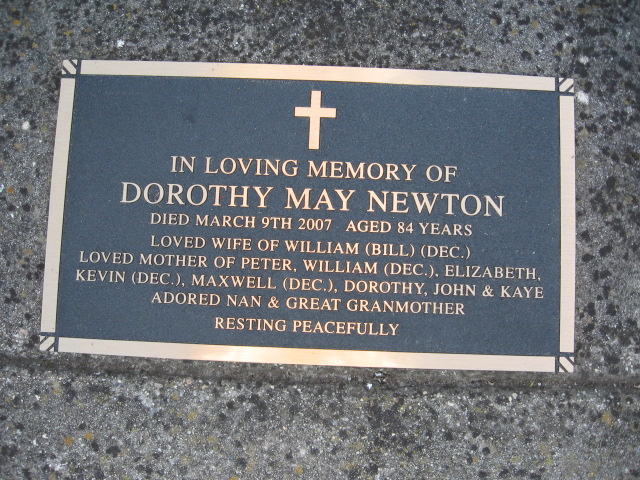 IN LOVING MEMORY OF
DOROTHY MAY NEWTON
DIED MARCH 9TH 2007 AGED 84 YEARS
LOVED WIFE OF WILLIAM (BILL) (DEC.)
LOVED MOTHER OF PETER, WILLIAM (DEC.), ELIZABETH,
KEVIN (DEC.), MAXWELL (DEC.), DOROTHY, JOHN & KAYE
ADORED NAN & GREAT GRANMOTHER
RESTING PEACEFULLY